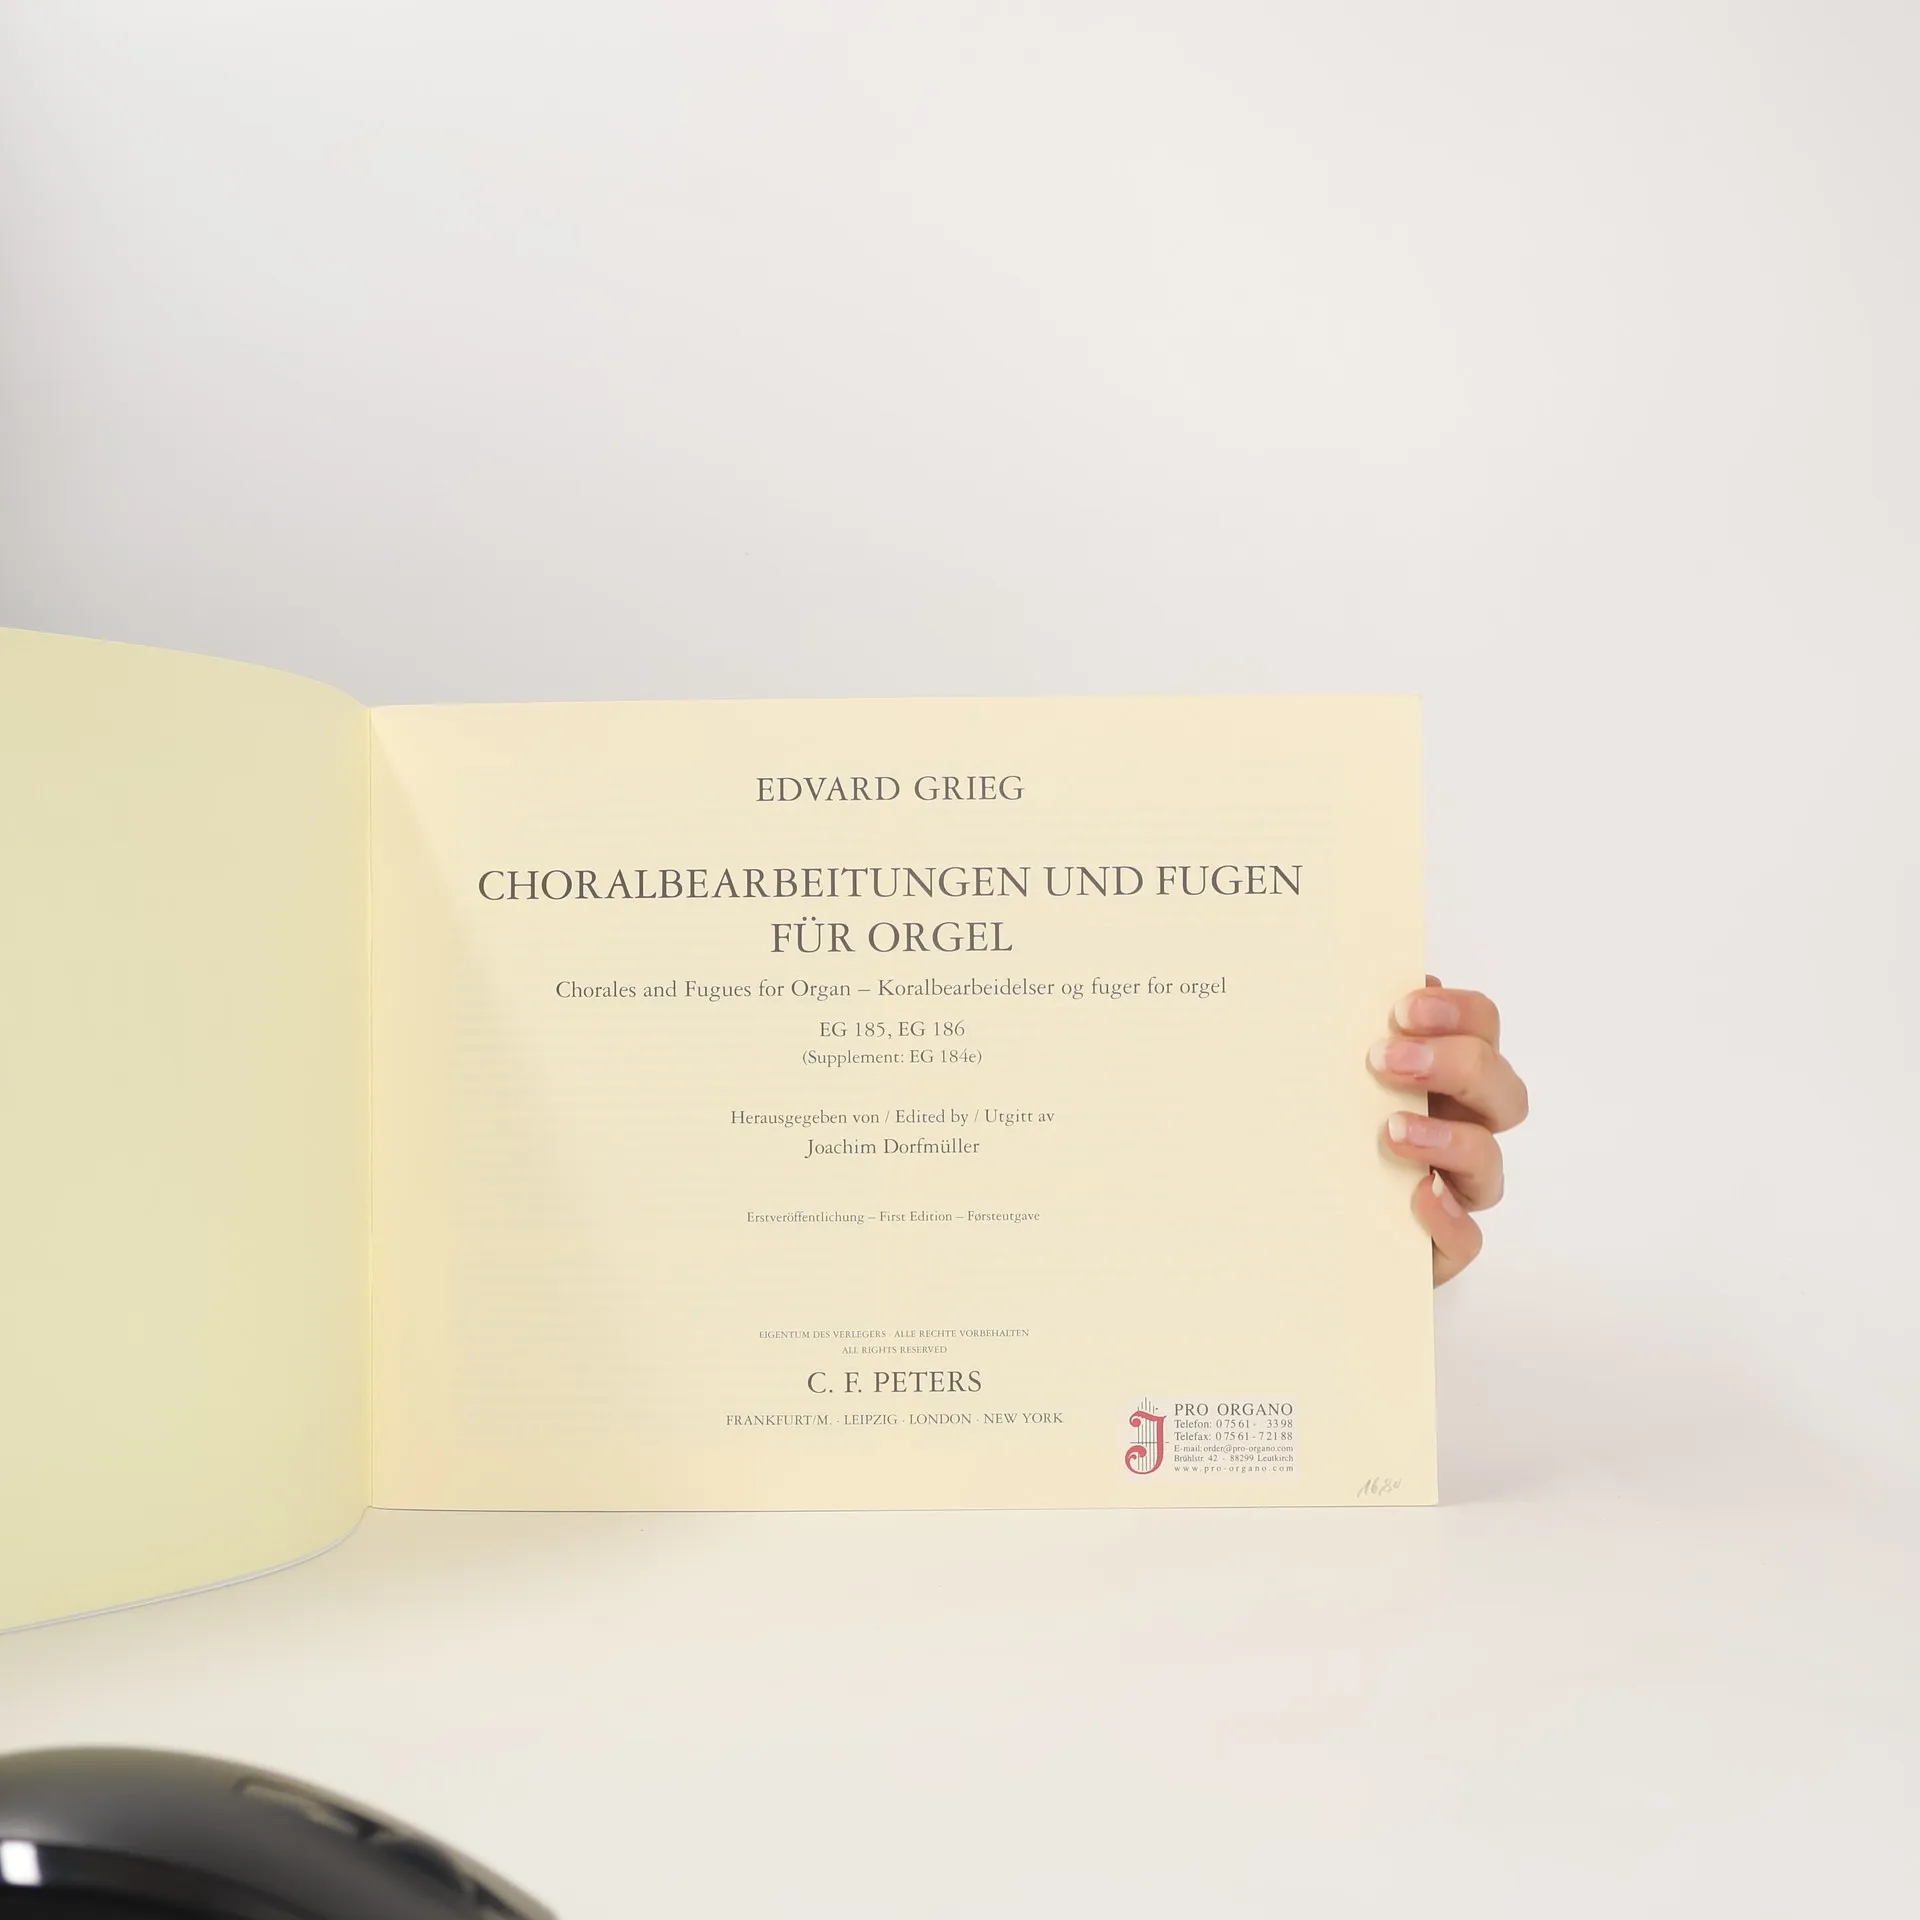 EDVARD GRIEG
CHORALBEARBEITUNGEN UND FUGEN
FÜR ORGEL
Chorales and Fugues for Organ – Koralbearbeidelser og fuger for orgel
EG 185, EG 186
(Supplement: EG 184e)
Herausgegeben von / Edited by / Utgitt av
Joachim Dorfmüller
Erstveröffentlichung – First Edition – Førsteutgave
EIGENTUM DES VERLEGERS · ALLE RECHTE VORBEHALTEN
ALL RIGHTS RESERVED
C. F. PETERS
FRANKFURT/M. · LEIPZIG · LONDON · NEW YORK
PRO ORGANO
Telefon: 07561- 3398
Telefax: 07561-72188
E-mail: order@pro-organo.com
Brühlstr. 42 - 88299 Leutkirch
www.pro-organo.com